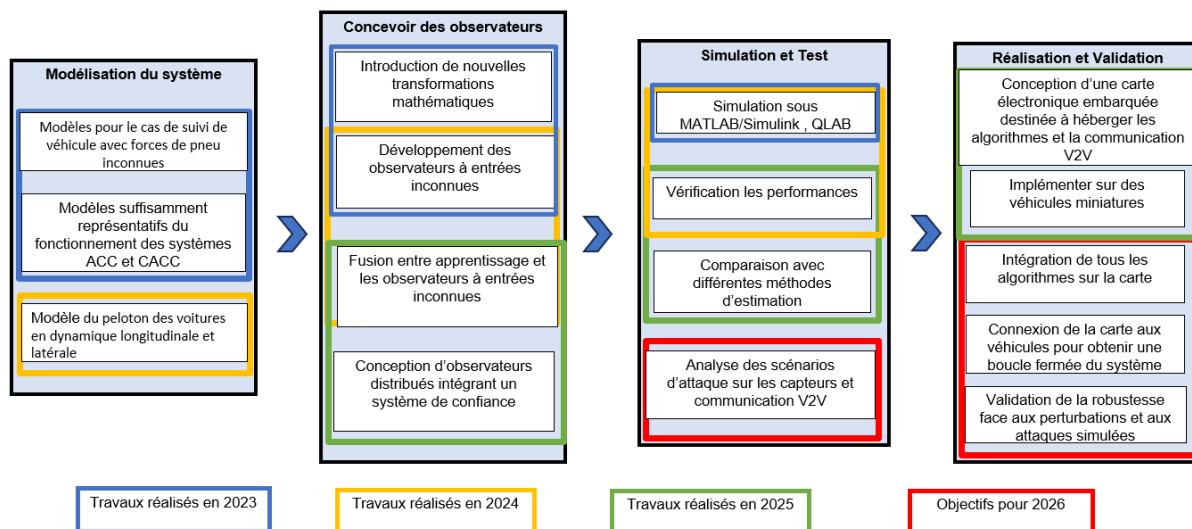 Modélisation du système
Modèles pour le cas de suivi de
véhicule avec forces de pneu
inconnues
Modèles suffisamment
représentatifs du
fonctionnement des systèmes
ACC et CACC
Modèle du peloton des voitures
en dynamique longitudinale et
latérale
Concevoir des observateurs
Introduction de nouvelles
transformations
mathématiques
Développement des
observateurs à entrées
inconnues
Fusion entre apprentissage et
les observateurs à entrées
inconnues
Conception d'observateurs
distribués intégrant un
système de confiance
Simulation et Test
Simulation sous
MATLAB/Simulink , QLAB
Vérification les performances
Comparaison avec
différentes méthodes
d'estimation
Analyse des scénarios
d'attaque sur les capteurs et
communication V2V
Réalisation et Validation
Conception d'une carte
électronique embarquée
destinée à héberger les
algorithmes et la communication
V2V
Implémenter sur des
véhicules miniatures
Intégration de tous les
algorithmes sur la carte
Connexion de la carte aux
véhicules pour obtenir une
boucle fermée du système
Validation de la robustesse
face aux perturbations et aux
attaques simulées
Travaux réalisés en 2023
Travaux réalisés en 2024
Travaux réalisés en 2025
Objectifs pour 2026